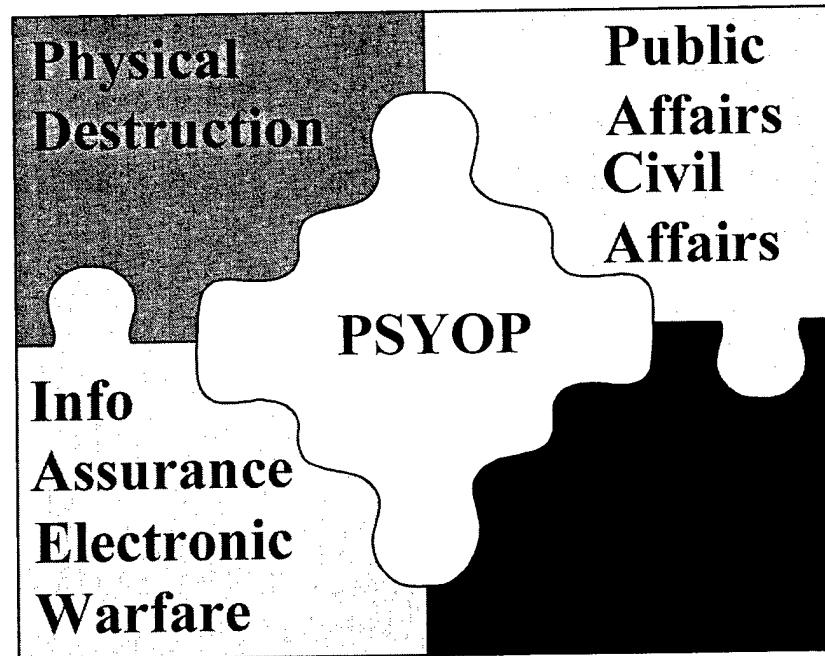 Physical
Destruction
Public
Affairs
Civil
Affairs
PSYOP
Info
Assurance
Electronic
Warfare